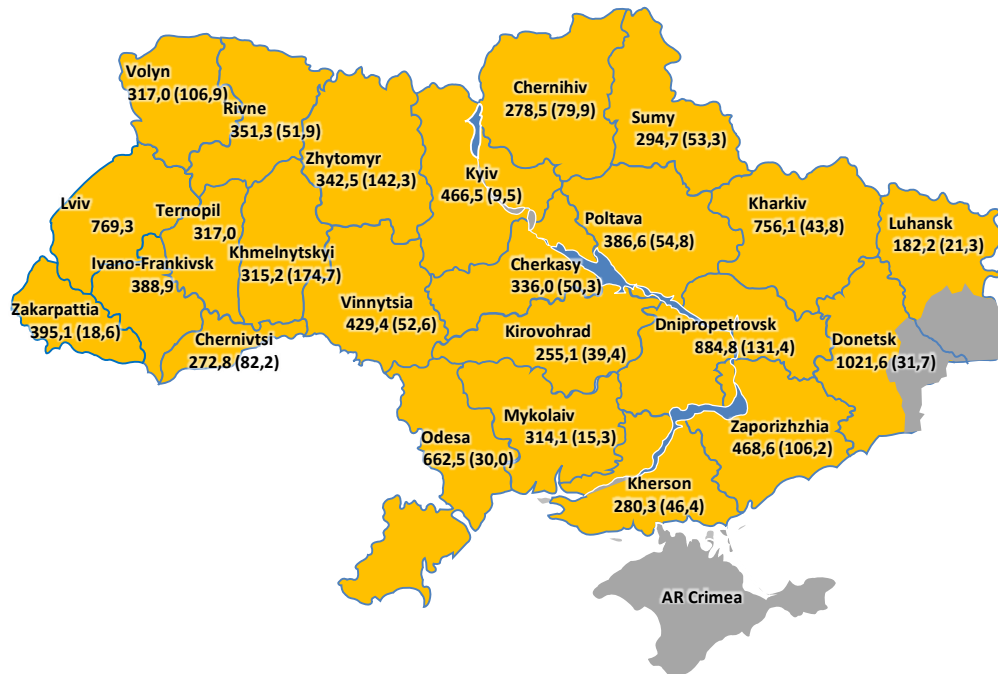 Volyn
317,0 (106,9)
Rivne
351,3 (51,9)
Zhytomyr
342,5 (142,3)
Kyiv
466,5 (9,5)
Chernihiv
278,5 (79,9)
Sumy
294,7 (53,3)
Lviv
769,3
Ternopil
317,0
Khmelnytskyi
315,2 (174,7)
Ivano-Frankivsk
388,9
Zakarpattia
395,1 (18,6)
Chernivtsi
272,8 (82,2)
Vinnytsia
429,4 (52,6)
Cherkasy
336,0 (50,3)
Poltava
386,6 (54,8)
Kharkiv
756,1 (43,8)
Luhansk
182,2 (21,3)
Kirovohrad
255,1 (39,4)
Dnipropetrovsk
884,8 (131,4)
Donetsk
1021,6 (31,7)
Odesa
662,5 (30,0)
Mykolaiv
314,1 (15,3)
Zaporizhzhia
468,6 (106,2)
Kherson
280,3 (46,4)
AR Crimea